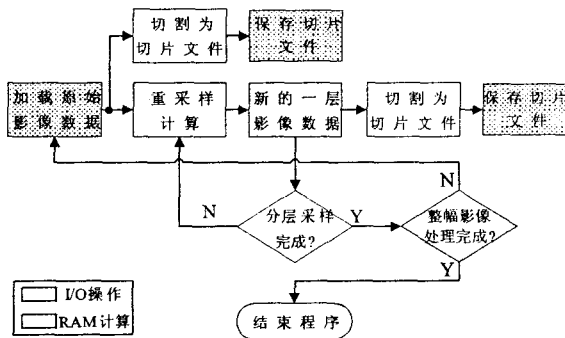 切割为
切片文件
保存切片
文件
加载原始
影像数据
重采样
计算
新的一层
影像数据
切割为
切片文件
保存切片
文件
N
分层采样
完成?
Y
N
整幅影像
处理完成?
Y
I/O操作
RAM计算
结束程序